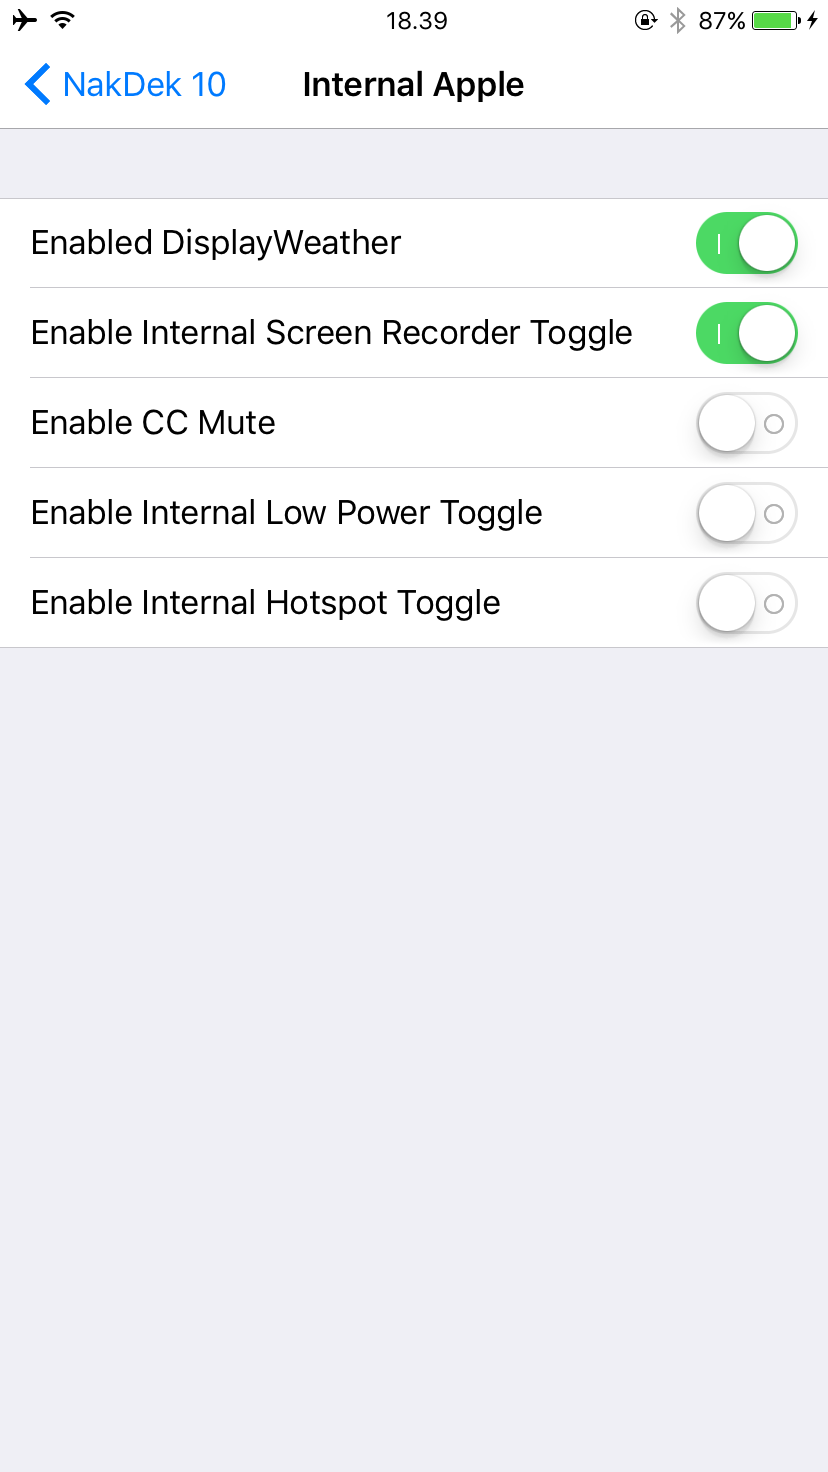 18.39 87%
NakDek 10 Internal Apple
Enabled DisplayWeather
Enable Internal Screen Recorder Toggle
Enable CC Mute
Enable Internal Low Power Toggle
Enable Internal Hotspot Toggle